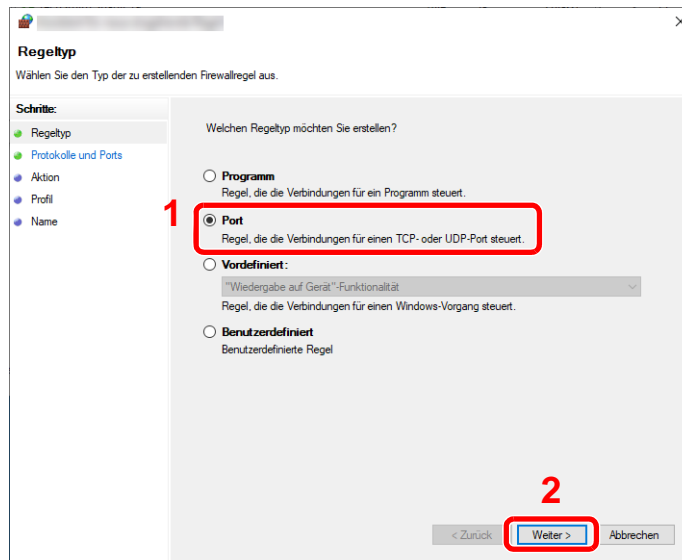 Regeltyp
Wählen Sie den Typ der zu erstellenden Firewallregel aus.
Schritte:
Regeltyp
Protokolle und Ports
Aktion
Profil
Name
Welchen Regeltyp möchten Sie erstellen?
Programm
Regel, die die Verbindungen für ein Programm steuert.
1
Port
Regel, die die Verbindungen für einen TCP- oder UDP-Port steuert.
Vordefiniert:
"Wiedergabe auf Gerät"-Funktionalität
Regel, die die Verbindungen für einen Windows-Vorgang steuert.
Benutzerdefiniert
Benutzerdefinierte Regel
2
< Zurück
Weiter >
Abbrechen